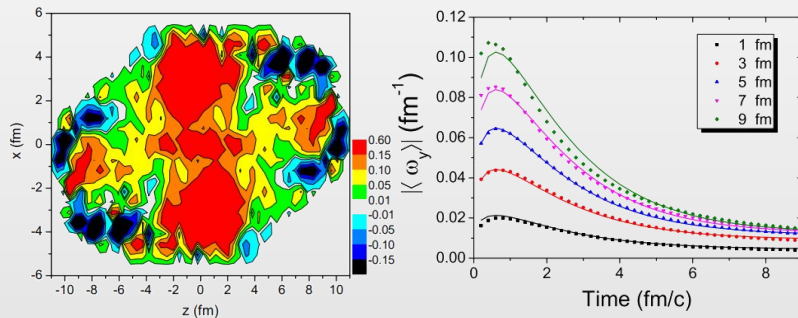 6
4
2
0
-2
-4
-6
x (fm)
-10 -8 -6 -4 -2 0 2 4 6 8 10
z (fm)
0.60
0.15
0.05
0.01
-0.01
-0.05
-0.10
-0.15
0.12
0.10
0.08
0.06
0.04
0.02
0.00
|⟨ ω_y⟩| (fm⁻¹)
1 fm
3 fm
5 fm
7 fm
9 fm
0 2 4 6 8
Time (fm/c)